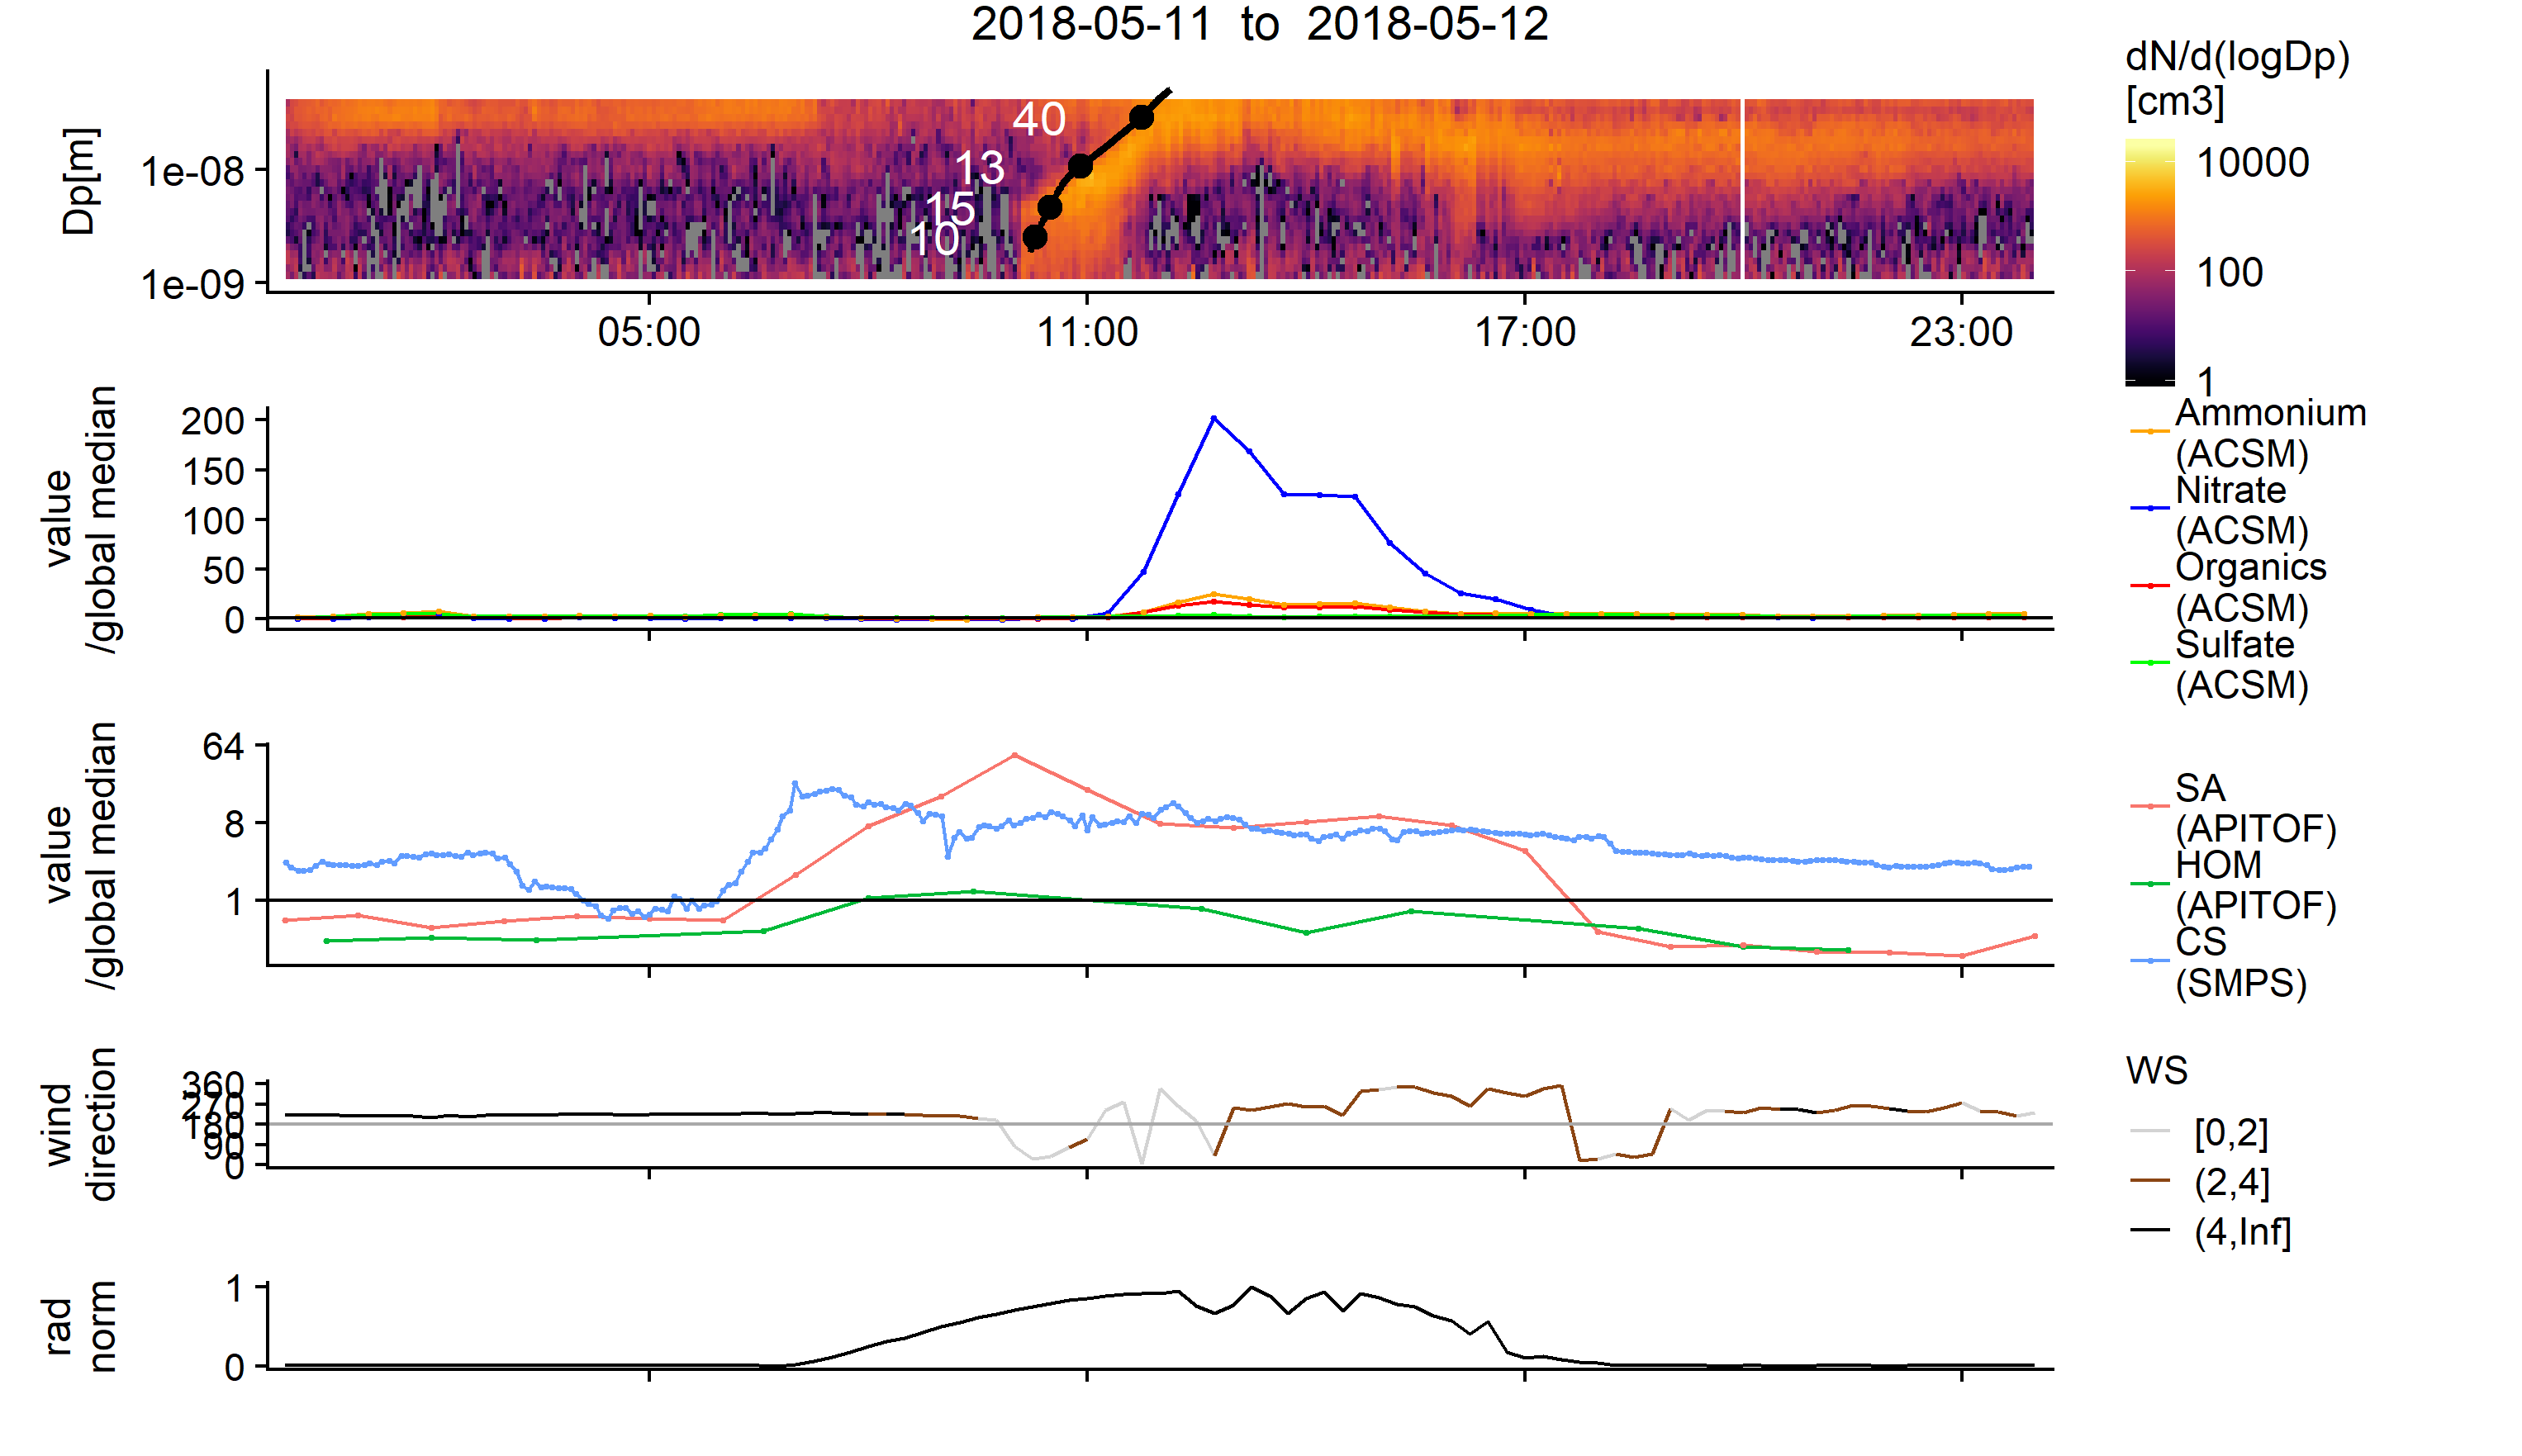 2018-05-11 to 2018-05-12
Dp[m]
1e-08
1e-09
40
13
15
10
05:00
11:00
17:00
23:00
dN/d(logDp)
[cm3]
10000
100
1
value
/global median
200
150
100
50
0
Ammonium
(ACSM)
Nitrate
(ACSM)
Organics
(ACSM)
Sulfate
(ACSM)
value
/global median
64
8
1
SA
(APITOF)
HOM
(APITOF)
CS
(SMPS)
wind
direction
360
270
180
90
0
WS
[0,2]
(2,4]
(4,Inf]
rad
norm
1
0